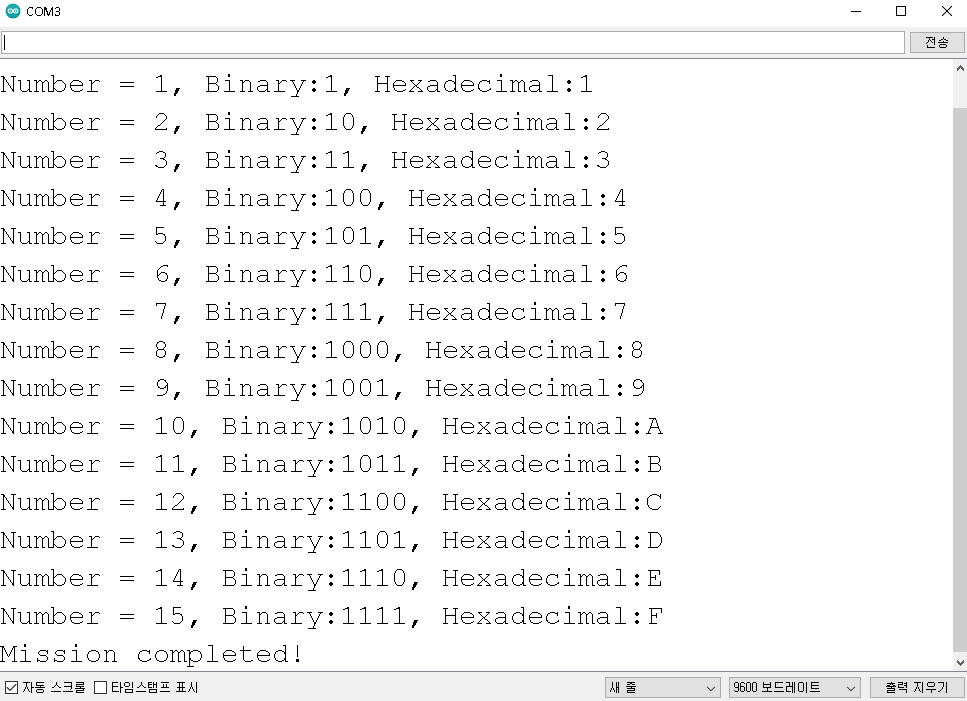 COM3
전송
Number = 1, Binary:1, Hexadecimal:1
Number = 2, Binary:10, Hexadecimal:2
Number = 3, Binary:11, Hexadecimal:3
Number = 4, Binary:100, Hexadecimal:4
Number = 5, Binary:101, Hexadecimal:5
Number = 6, Binary:110, Hexadecimal:6
Number = 7, Binary:111, Hexadecimal:7
Number = 8, Binary:1000, Hexadecimal:8
Number = 9, Binary:1001, Hexadecimal:9
Number = 10, Binary:1010, Hexadecimal:A
Number = 11, Binary:1011, Hexadecimal:B
Number = 12, Binary:1100, Hexadecimal:C
Number = 13, Binary:1101, Hexadecimal:D
Number = 14, Binary:1110, Hexadecimal:E
Number = 15, Binary:1111, Hexadecimal:F
Mission completed!
자동 스크롤 타임스탬프 표시 새 줄 9600 보드레이트 출력 지우기